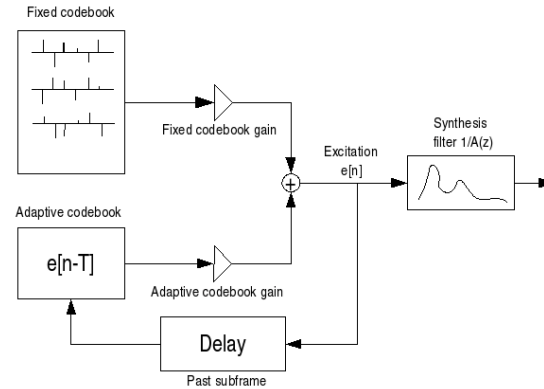 Fixed codebook
Fixed codebook gain
Synthesis
filter 1/A(z)
Excitation
e[n]
+
Adaptive codebook
e[n-T]
Adaptive codebook gain
Delay
Past subframe